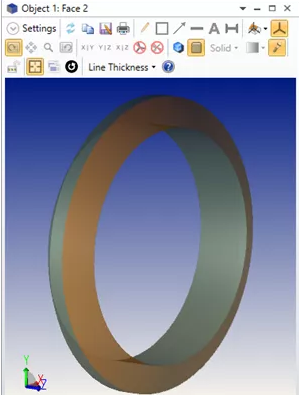 Object 1: Face 2
Settings
X|Y Y|Z X|Z Solid
Line Thickness
Y
X
Z